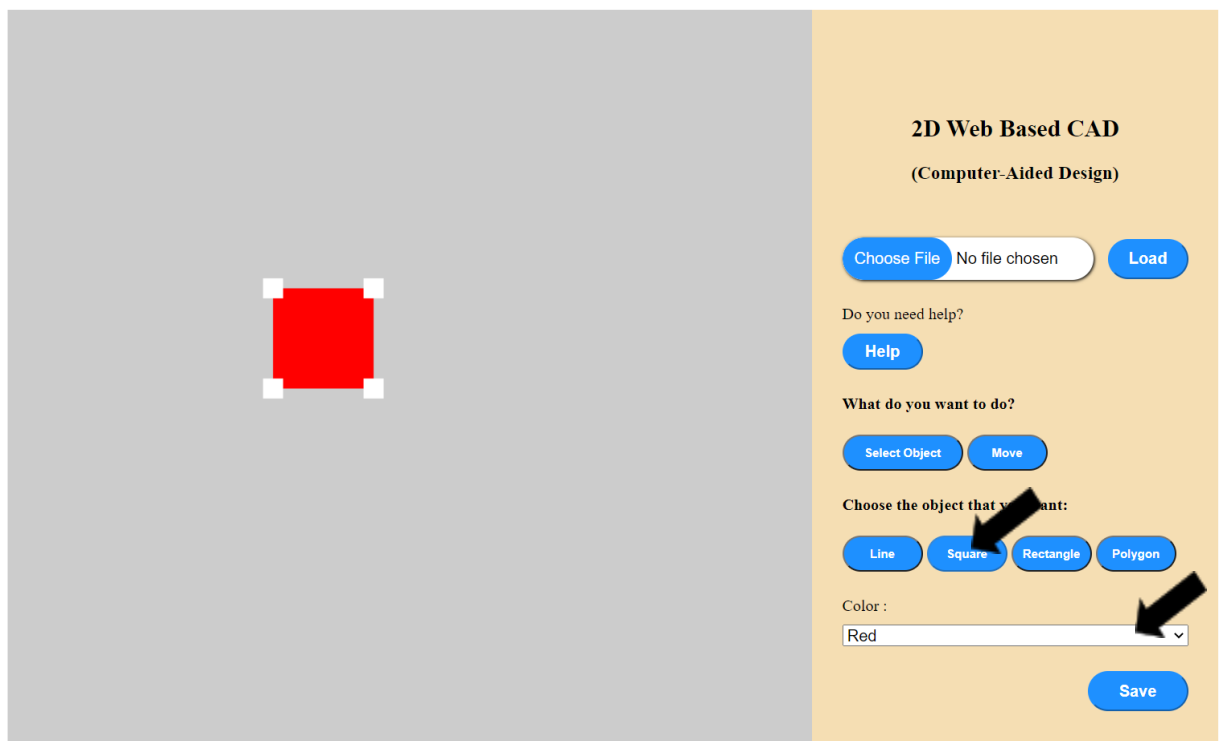 2D Web Based CAD
(Computer-Aided Design)
Choose File No file chosen Load
Do you need help?
Help
What do you want to do?
Select Object Move
Choose the object that want:
Line Square Rectangle Polygon
Color :
Red
Save